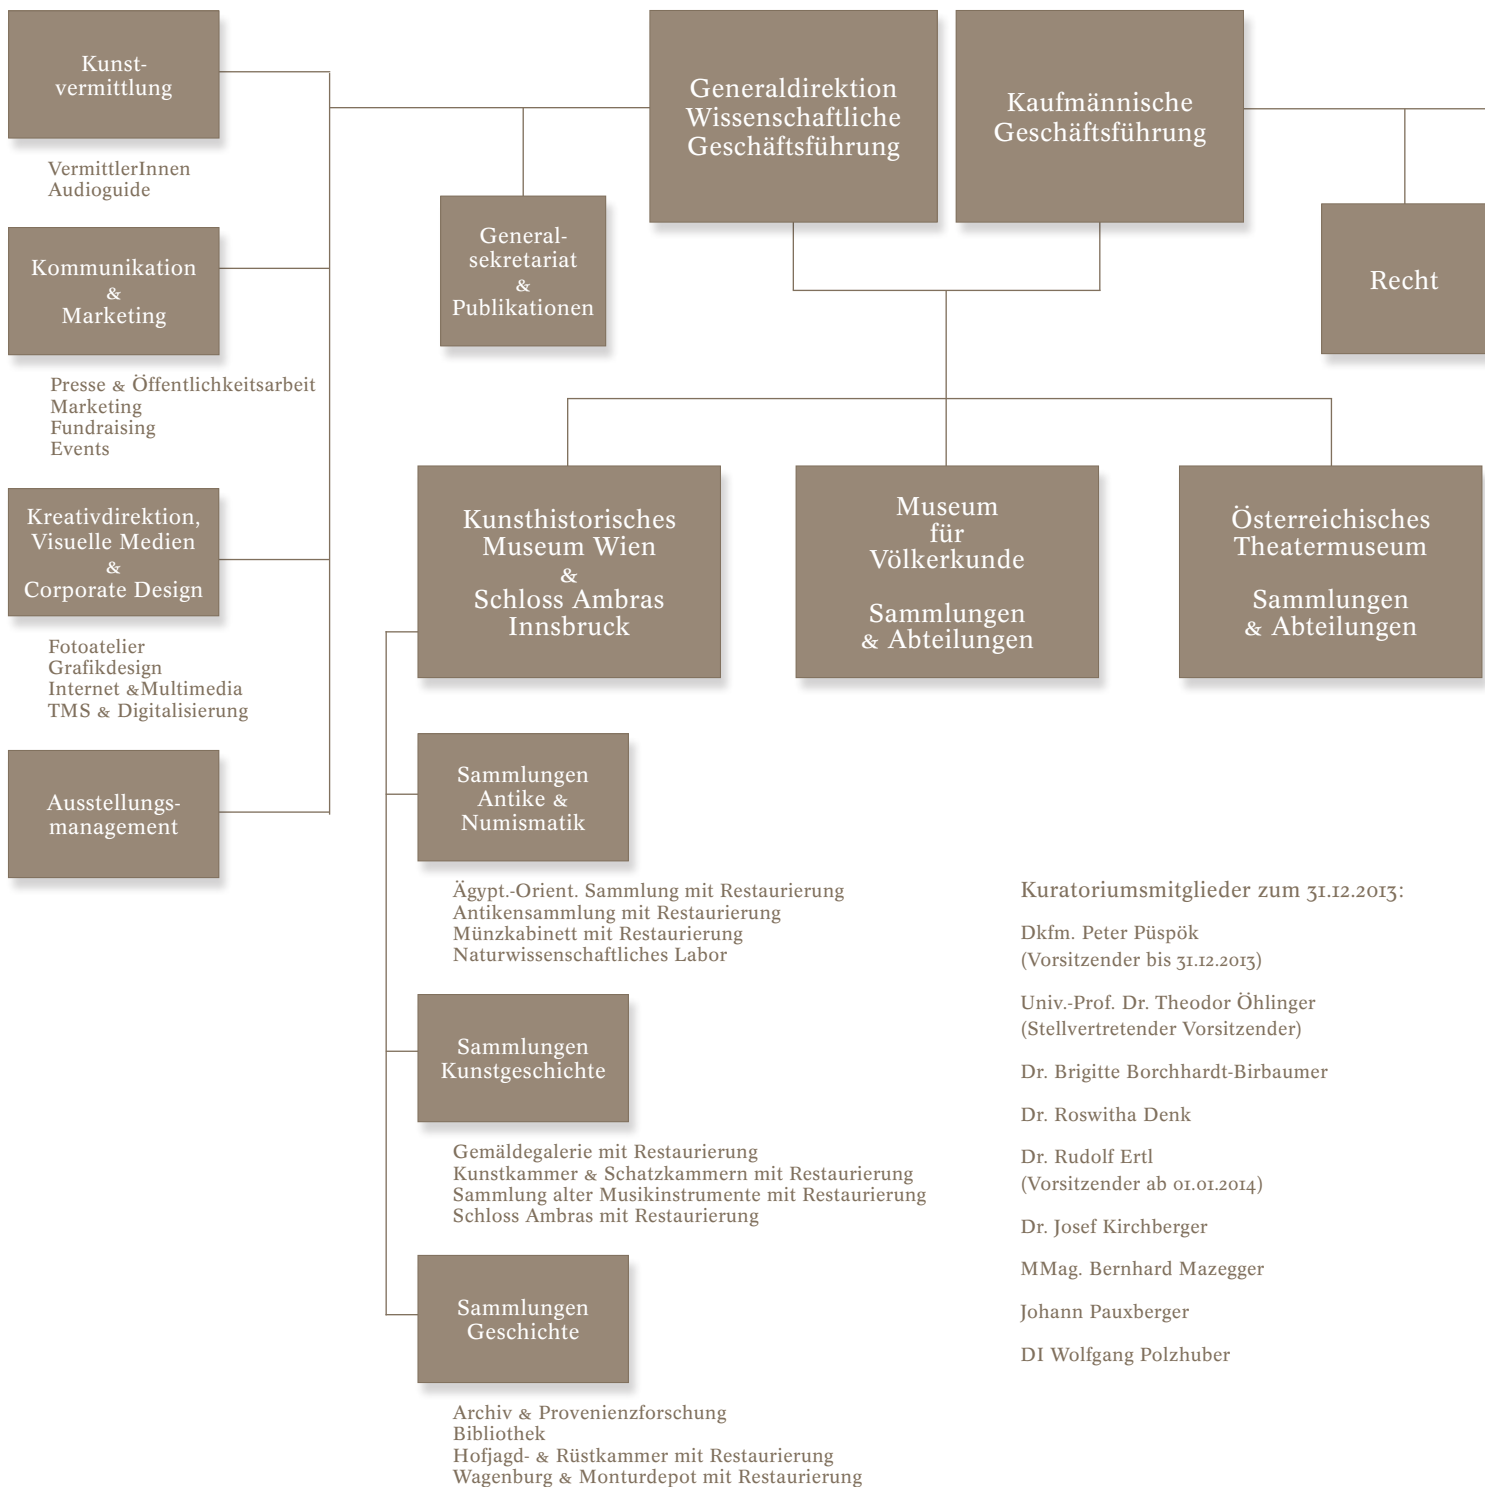 Kunst-
vermittlung
VermittlerInnen
Audioguide
Kommunikation
&
Marketing
Presse & Öffentlichkeitsarbeit
Marketing
Fundraising
Events
Kreativdirektion,
Visuelle Medien
&
Corporate Design
Fotoatelier
Grafikdesign
Internet &Multimedia
TMS & Digitalisierung
Ausstellungs-
management
General-
sekretariat
&
Publikationen
Generaldirektion
Wissenschaftliche
Geschäftsführung
Kaufmännische
Geschäftsführung
Recht
Kunsthistorisches
Museum Wien
&
Schloss Ambras
Innsbruck
Museum
für
Völkerkunde
Sammlungen
& Abteilungen
Österreichisches
Theatermuseum
Sammlungen
& Abteilungen
Sammlungen
Antike &
Numismatik
Ägypt.-Orient. Sammlung mit Restaurierung
Antikensammlung mit Restaurierung
Münzkabinett mit Restaurierung
Naturwissenschaftliches Labor
Sammlungen
Kunstgeschichte
Gemäldegalerie mit Restaurierung
Kunstkammer & Schatzkammern mit Restaurierung
Sammlung alter Musikinstrumente mit Restaurierung
Schloss Ambras mit Restaurierung
Sammlungen
Geschichte
Archiv & Provenienzforschung
Bibliothek
Hofjagd- & Rüstkammer mit Restaurierung
Wagenburg & Monturdepot mit Restaurierung
Kuratoriumsmitglieder zum 31.12.2013:
Dkfm. Peter Püspök
(Vorsitzender bis 31.12.2013)
Univ.-Prof. Dr. Theodor Öhlinger
(Stellvertretender Vorsitzender)
Dr. Brigitte Borchhardt-Birbaumer
Dr. Roswitha Denk
Dr. Rudolf Ertl
(Vorsitzender ab 01.01.2014)
Dr. Josef Kirchberger
MMag. Bernhard Mazegger
Johann Pauxberger
DI Wolfgang Polzhuber